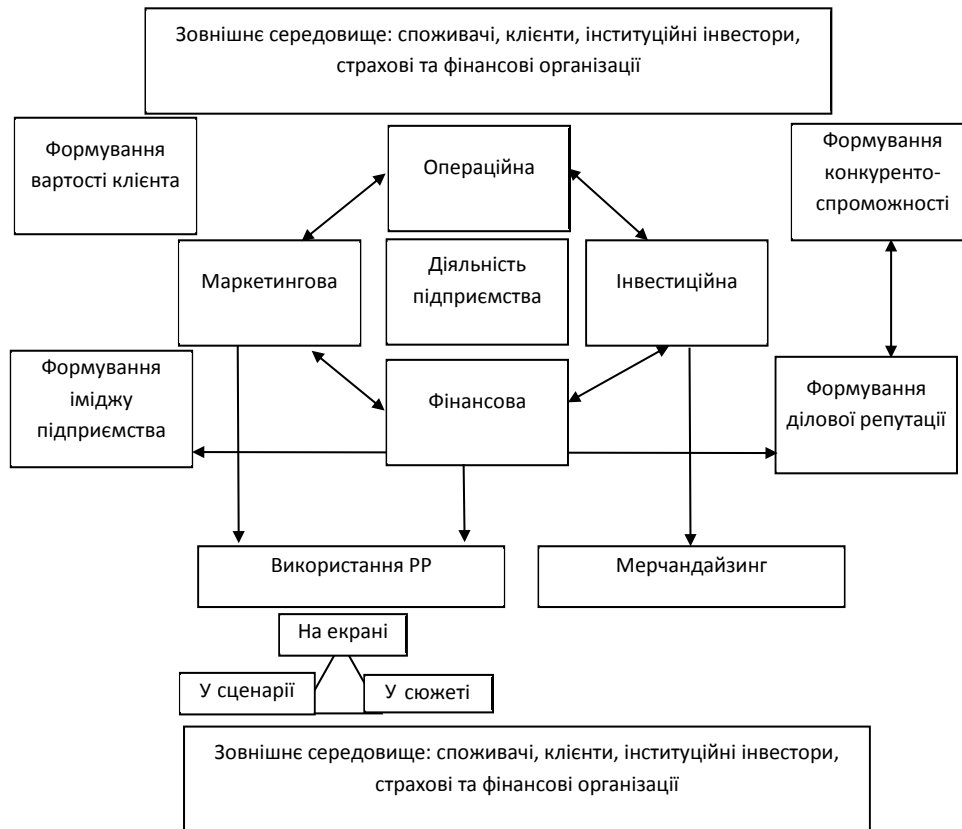 Зовнішнє середовище: споживачі, клієнти, інституційні інвестори,
страхові та фінансові організації
Формування
вартості клієнта
Операційна
Формування
конкуренто-
спроможності
Маркетингова
Діяльність
підприємства
Інвестиційна
Формування
іміджу
підприємства
Фінансова
Формування
ділової репутації
Використання РР
Мерчандайзинг
На екрані
У сценарії
У сюжеті
Зовнішнє середовище: споживачі, клієнти, інституційні інвестори,
страхові та фінансові організації